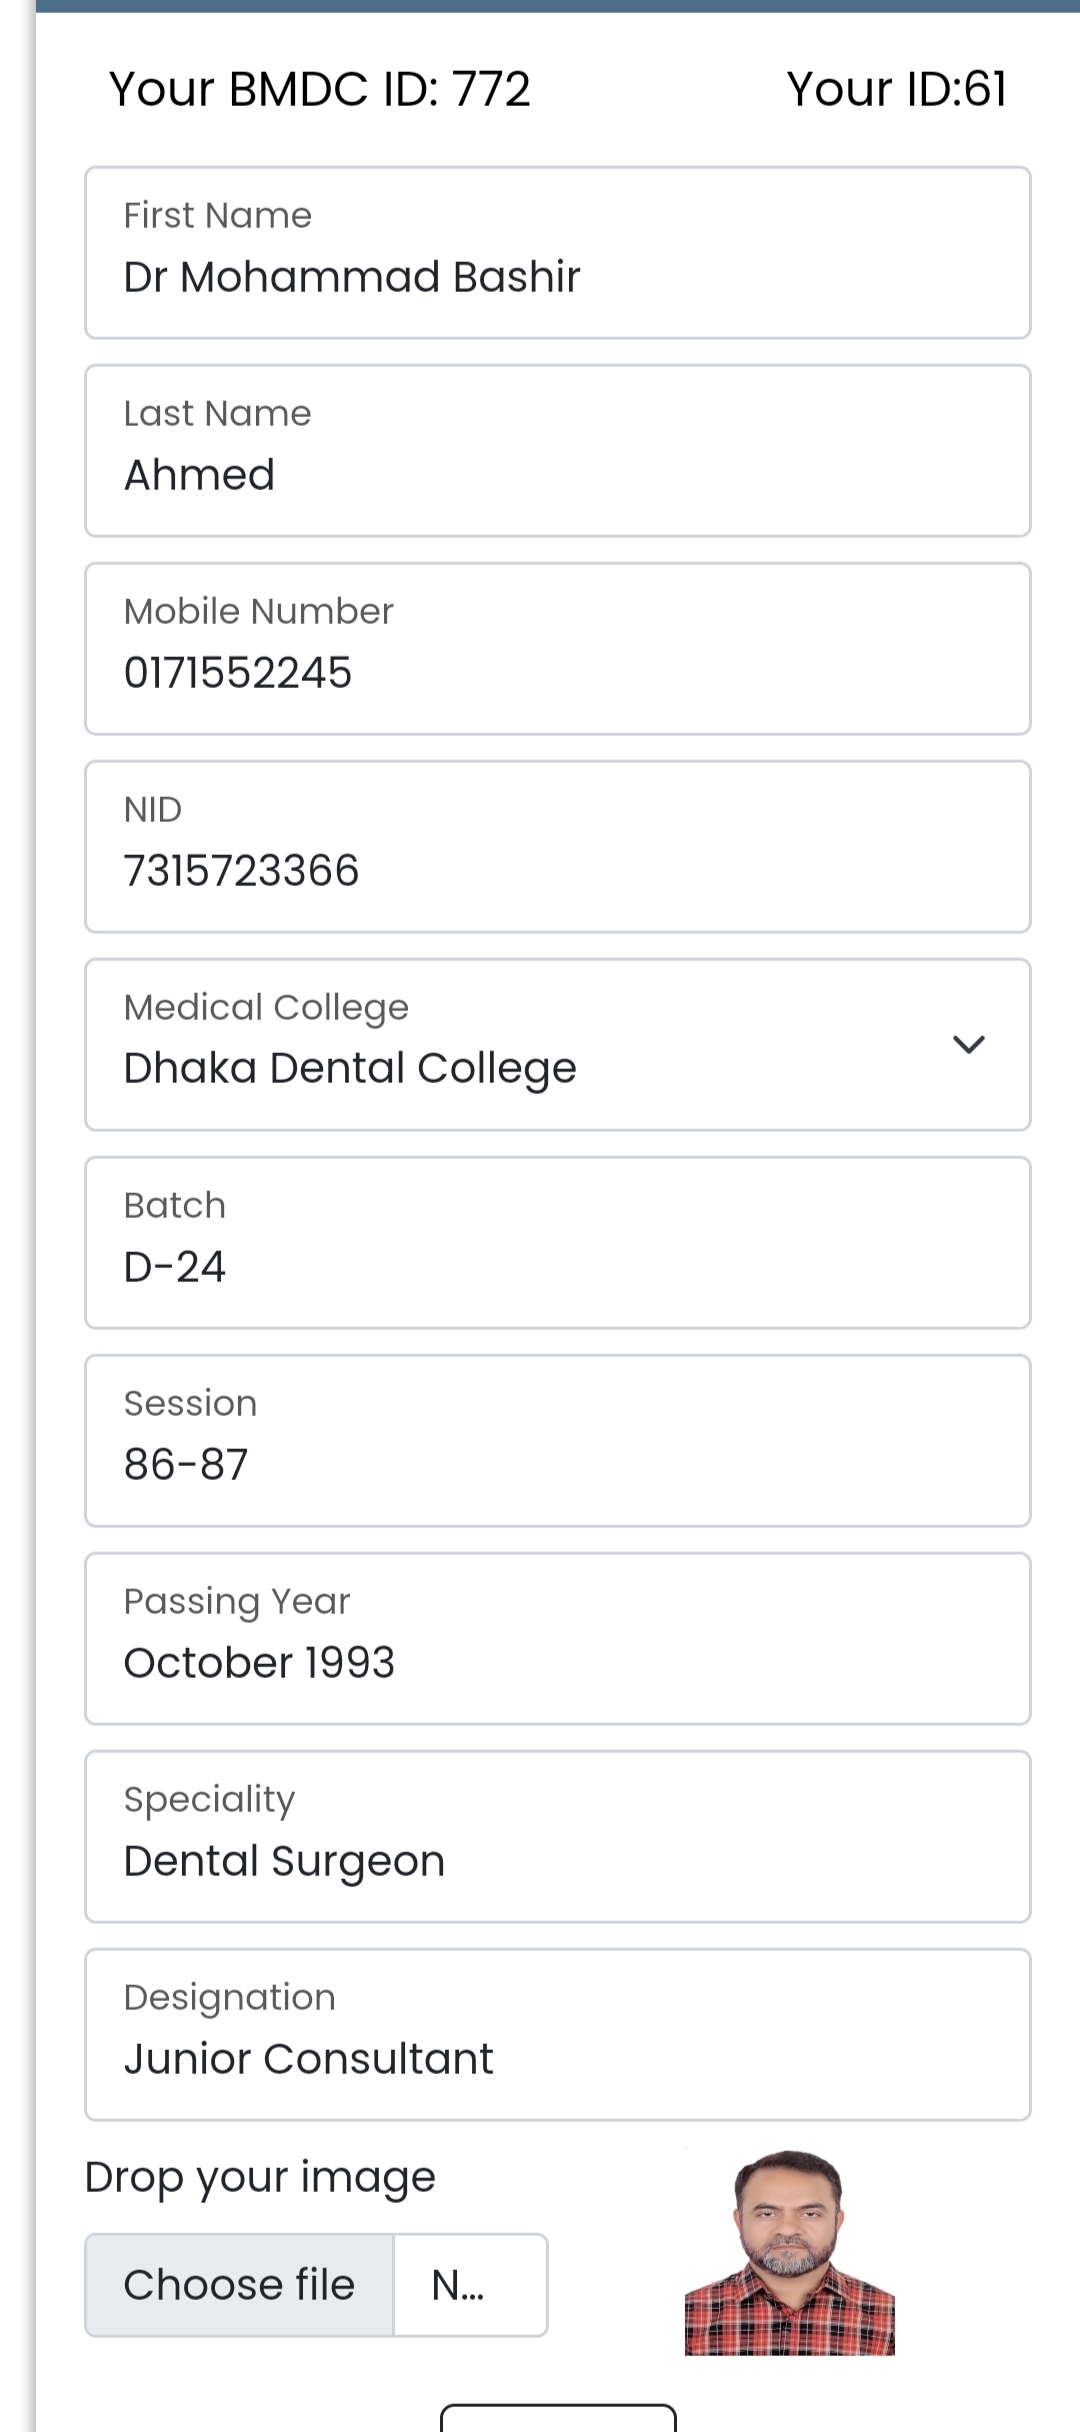 Your BMDC ID: 772 Your ID:61
First Name
Dr Mohammad Bashir
Last Name
Ahmed
Mobile Number
0171552245
NID
7315723366
Medical College
Dhaka Dental College
Batch
D-24
Session
86-87
Passing Year
October 1993
Speciality
Dental Surgeon
Designation
Junior Consultant
Drop your image
Choose file N...